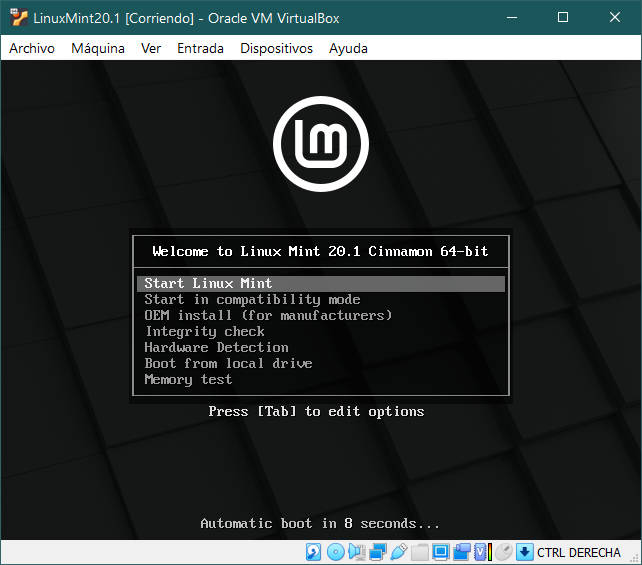 LinuxMint20.1 [Corriendo] - Oracle VM VirtualBox
Archivo Máquina Ver Entrada Dispositivos Ayuda
lm
Welcome to Linux Mint 20.1 Cinnamon 64-bit
Start Linux Mint
Start in compatibility mode
OEM install (for manufacturers)
Integrity check
Hardware Detection
Boot from local drive
Memory test
Press [Tab] to edit options
Automatic boot in 8 seconds...
CTRL DERECHA